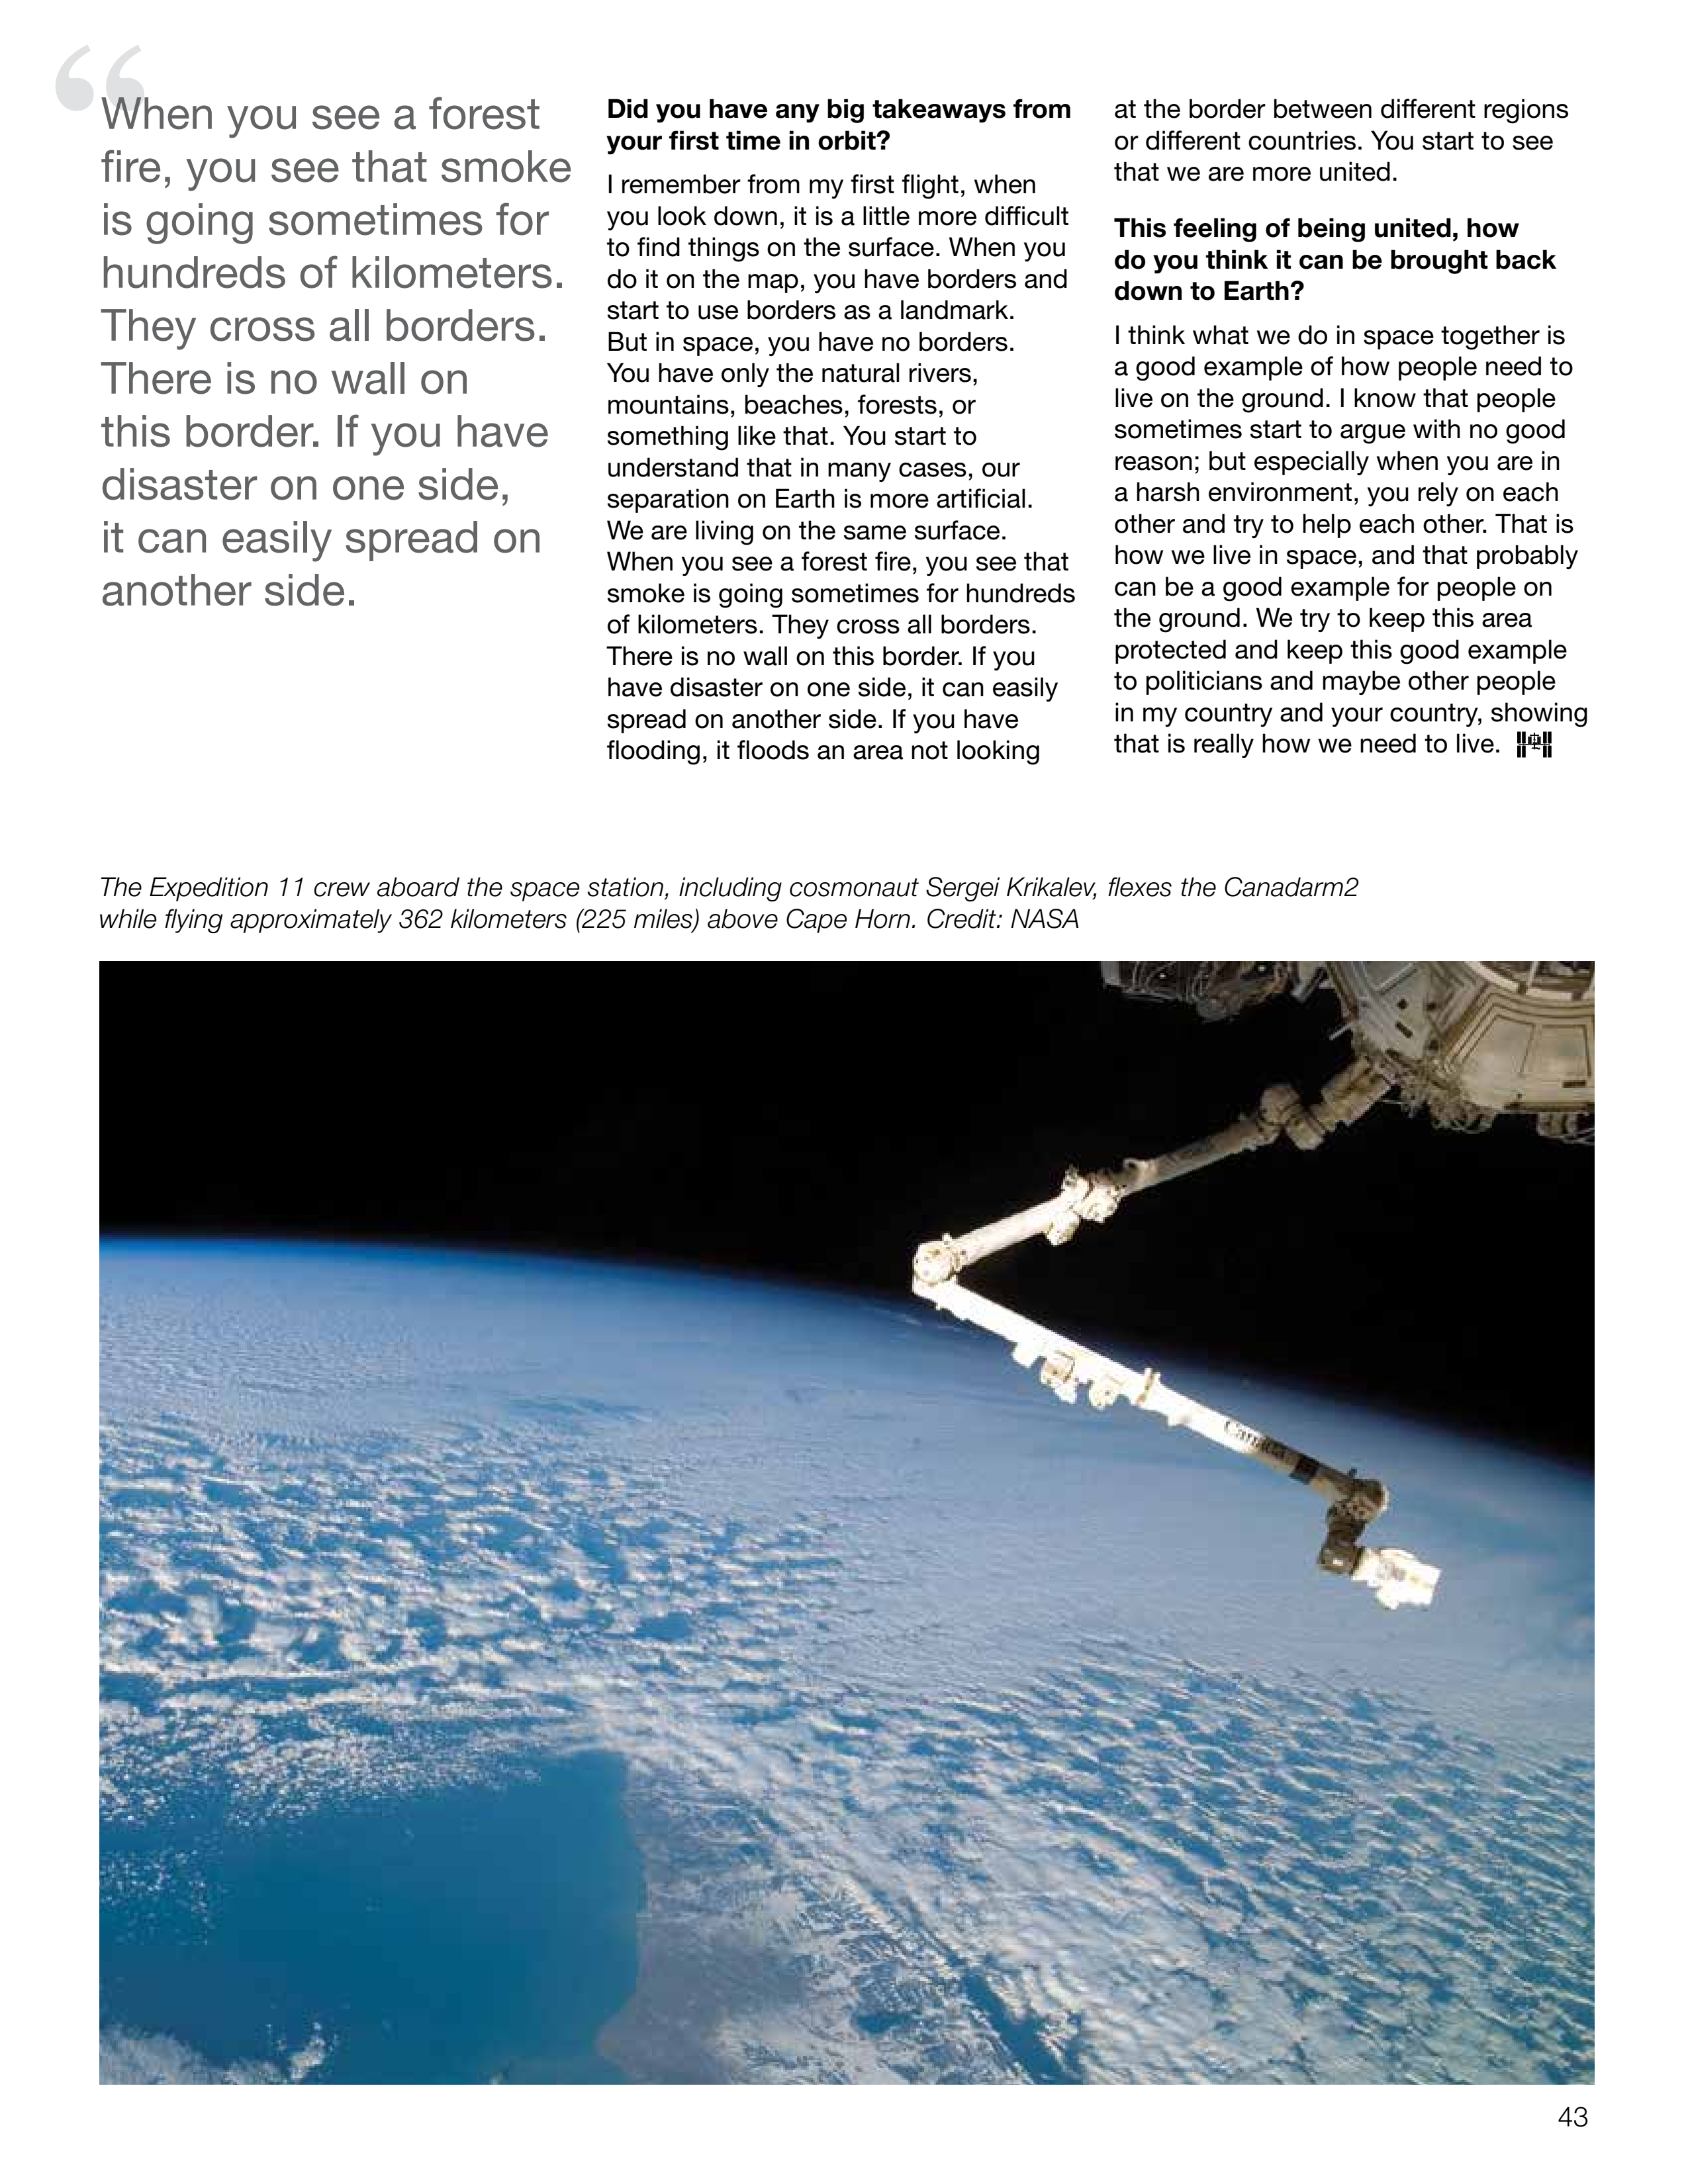 “
When you see a forest
fire, you see that smoke
is going sometimes for
hundreds of kilometers.
They cross all borders.
There is no wall on
this border. If you have
disaster on one side,
it can easily spread on
another side.
Did you have any big takeaways from
your first time in orbit?
I remember from my first flight, when
you look down, it is a little more difficult
to find things on the surface. When you
do it on the map, you have borders and
start to use borders as a landmark.
But in space, you have no borders.
You have only the natural rivers,
mountains, beaches, forests, or
something like that. You start to
understand that in many cases, our
separation on Earth is more artificial.
We are living on the same surface.
When you see a forest fire, you see that
smoke is going sometimes for hundreds
of kilometers. They cross all borders.
There is no wall on this border. If you
have disaster on one side, it can easily
spread on another side. If you have
flooding, it floods an area not looking
at the border between different regions
or different countries. You start to see
that we are more united.
This feeling of being united, how
do you think it can be brought back
down to Earth?
I think what we do in space together is
a good example of how people need to
live on the ground. I know that people
sometimes start to argue with no good
reason; but especially when you are in
a harsh environment, you rely on each
other and try to help each other. That is
how we live in space, and that probably
can be a good example for people on
the ground. We try to keep this area
protected and keep this good example
to politicians and maybe other people
in my country and your country, showing
that is really how we need to live.
The Expedition 11 crew aboard the space station, including cosmonaut Sergei Krikalev, flexes the Canadarm2
while flying approximately 362 kilometers (225 miles) above Cape Horn. Credit: NASA
Canada
43